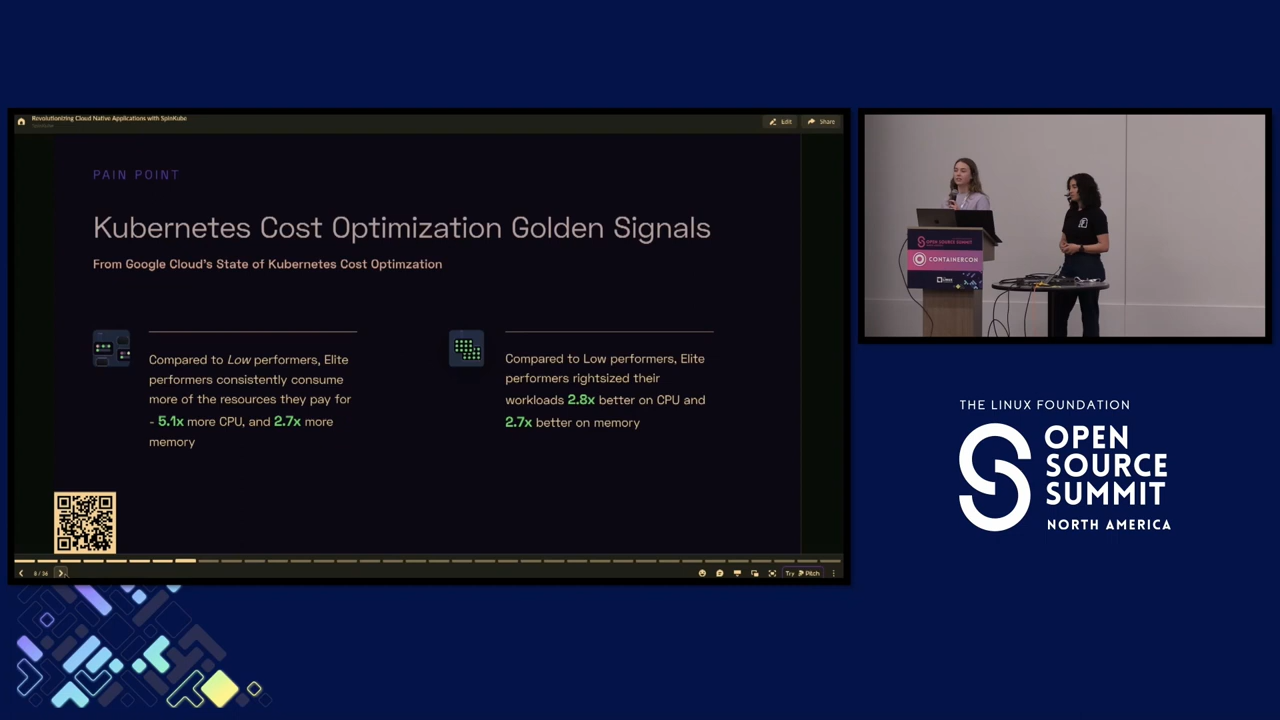 Revolutionizing Cloud Native Applications with SpinKube
SpinKube
Edit
Share
PAIN POINT
Kubernetes Cost Optimization Golden Signals
From Google Cloud's State of Kubernetes Cost Optimzation
Compared to Low performers, Elite
performers consistently consume
more of the resources they pay for
- 5.1x more CPU, and 2.7x more
memory
Compared to Low performers, Elite
performers rightsized their
workloads 2.8x better on CPU and
2.7x better on memory
8 / 36
Try Pitch
OPEN SOURCE SUMMIT
CONTAINERCON
THE LINUX FOUNDATION
OPEN
SOURCE
SUMMIT
NORTH AMERICA